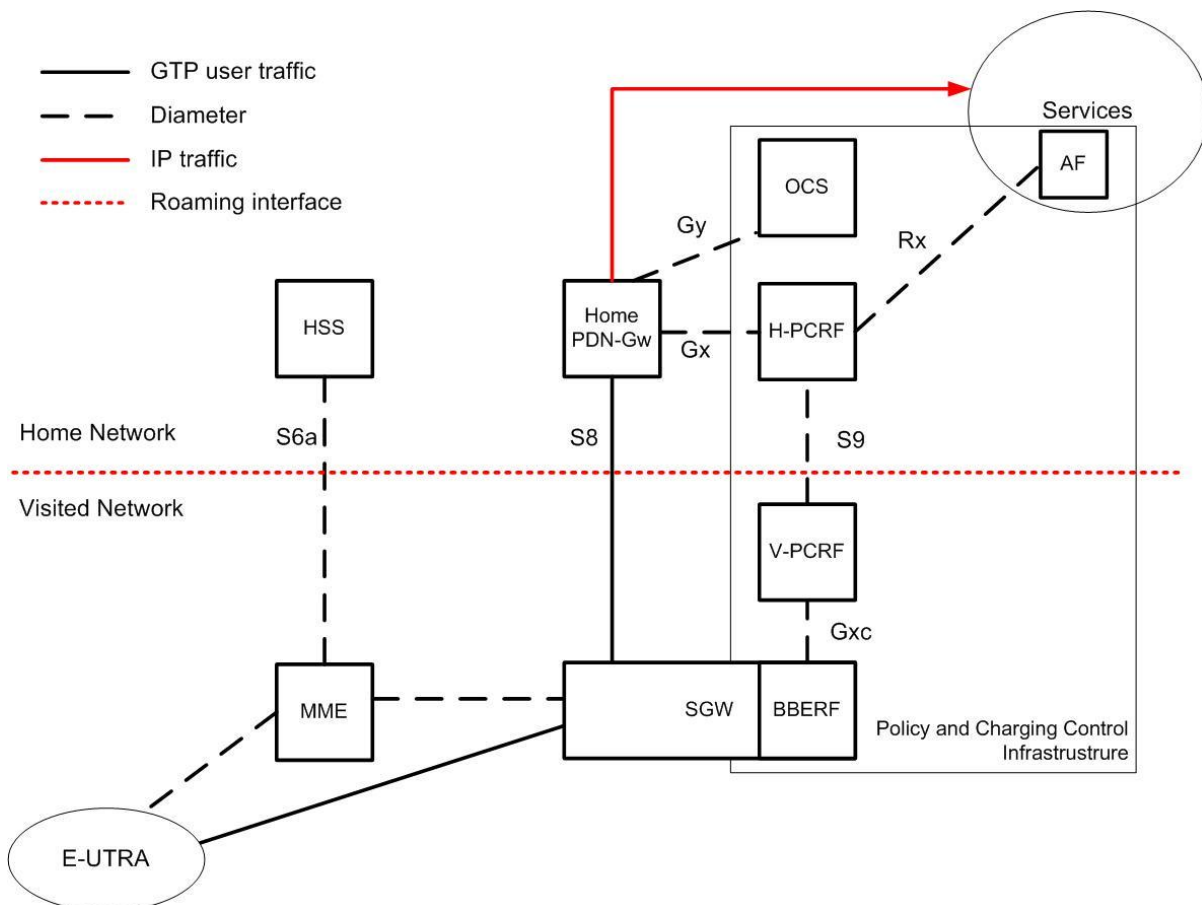 GTP user traffic
Diameter
IP traffic
Roaming interface
Services
AF
OCS
Gy
Rx
HSS
Home
PDN-Gw
Gx
H-PCRF
Home Network
S6a
S8
S9
Visited Network
V-PCRF
Gxc
MME
SGW
BBERF
Policy and Charging Control
Infrastrustrure
E-UTRA